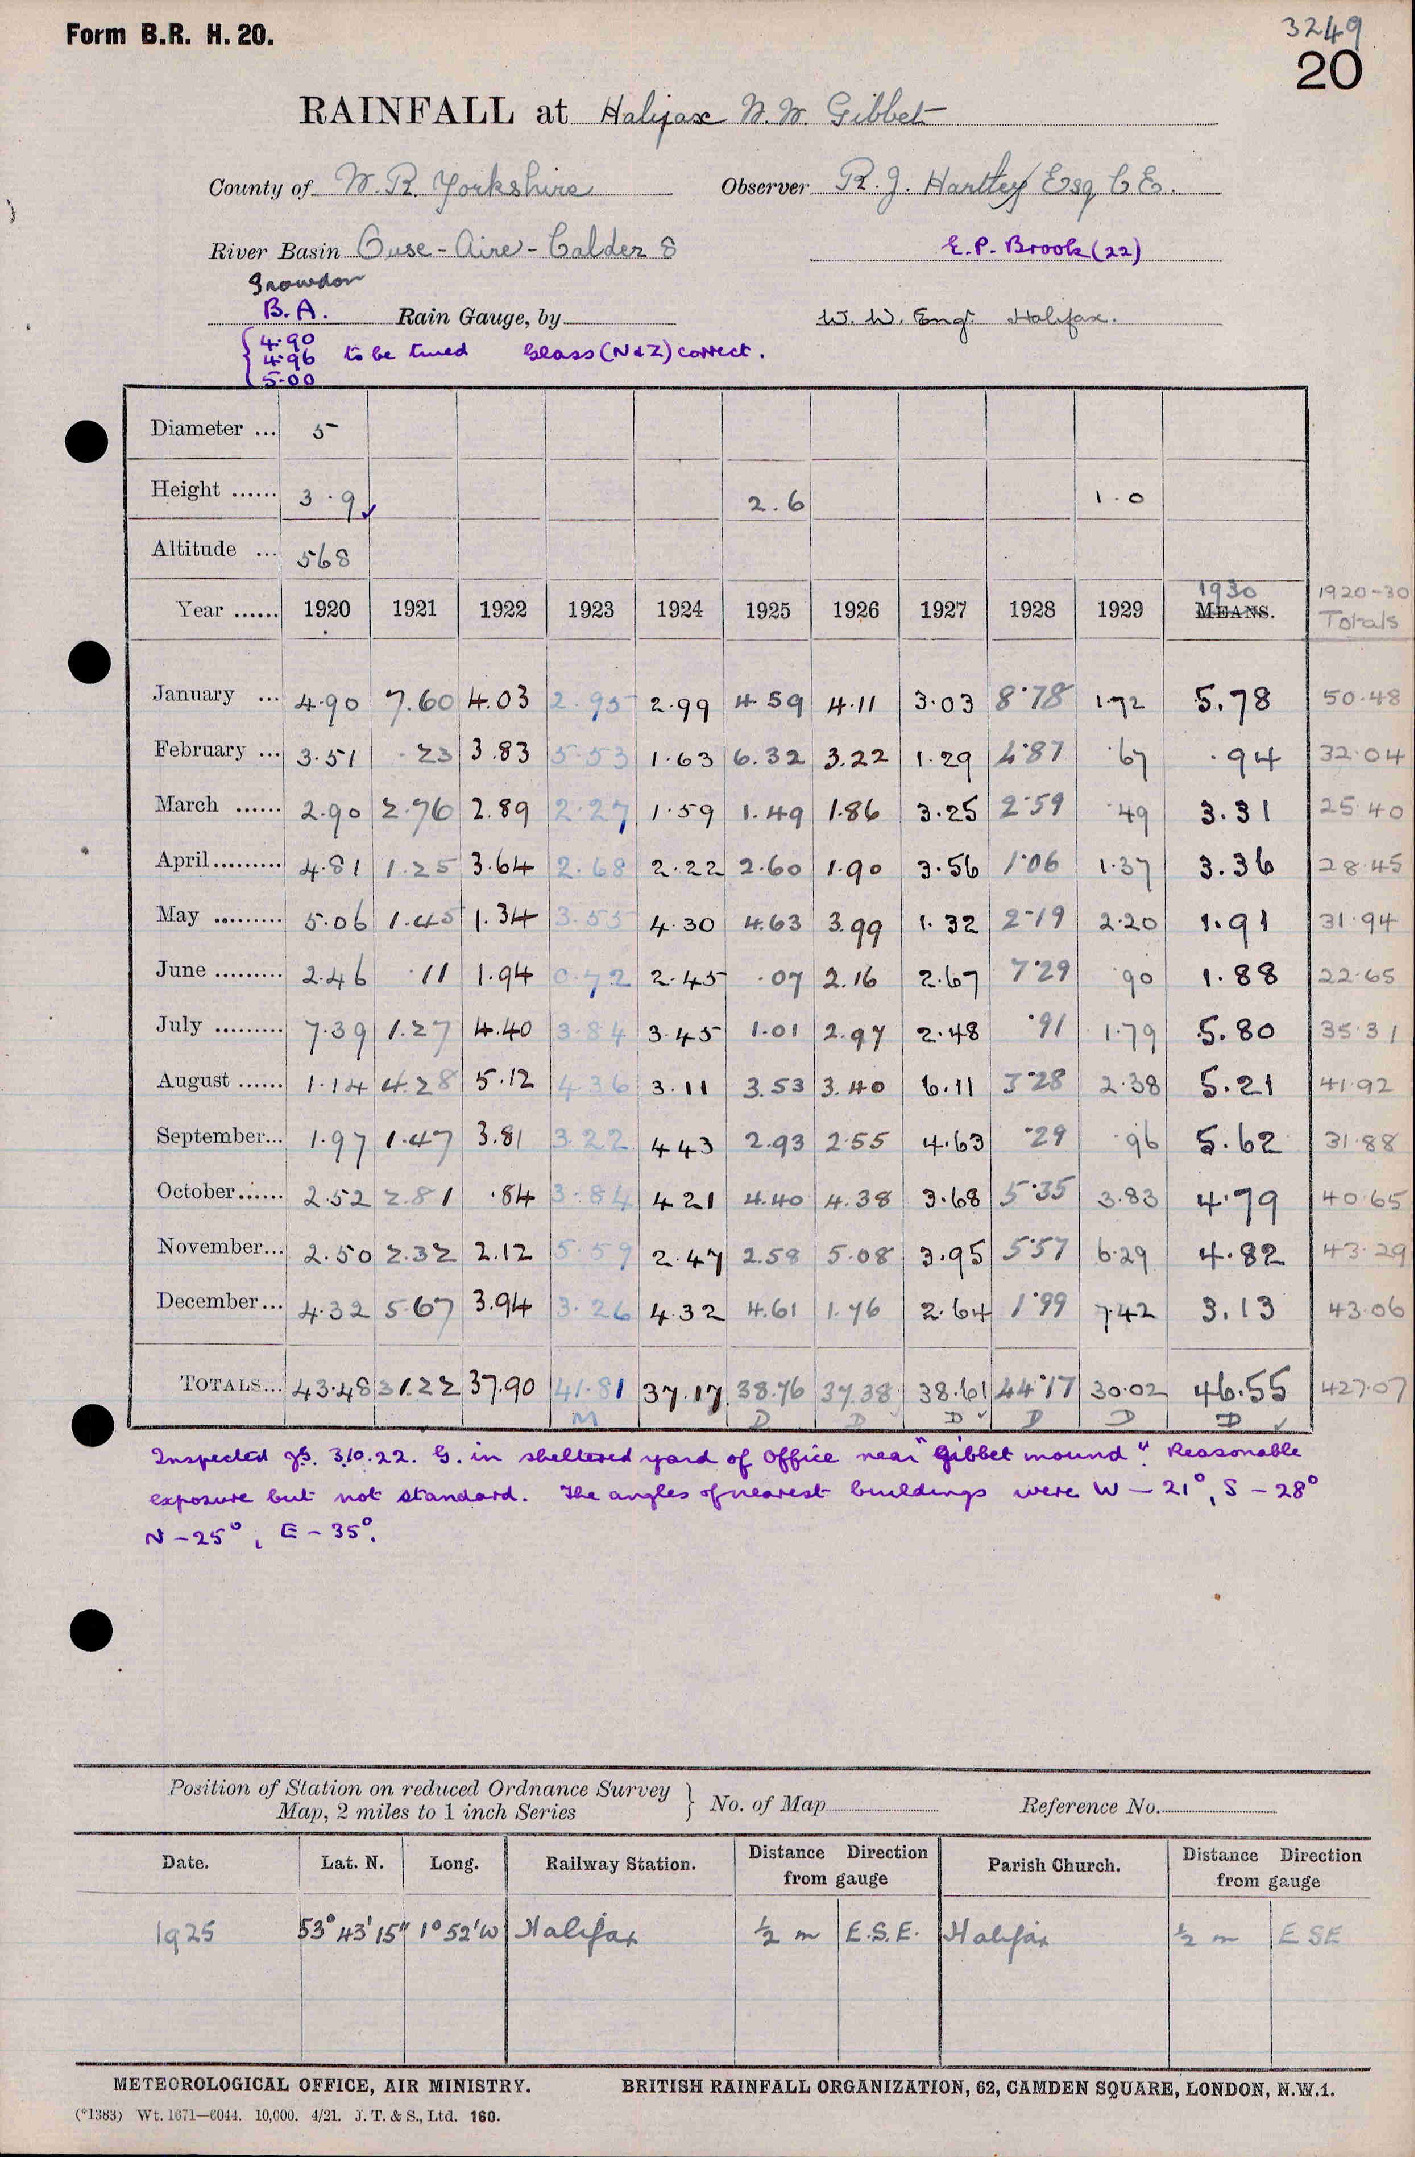 Form B.R. H. 20.
3249
20
RAINFALL at Halifax W.W. Gibbet
County of W.R. Yorkshire Observer R.J. Hartley Esq C.E.
River Basin Ouse-Aire-Calder 8 E.P. Brook (22)
Snowdon
B.A. Rain Gauge, by W.W. Engr. Halifax.
4.90
4.96 to be trued Glass (N & Z) correct.
5.00
Diameter ... 5
Height ...... 3.9 2.6 1.0
Altitude ... 568
1930 1920-30
Year ...... 1920 1921 1922 1923 1924 1925 1926 1927 1928 1929 MEANS. Totals
January ... 4.90 7.60 4.03 2.95 2.99 4.59 4.11 3.03 8.78 1.72 5.78 50.48
February ... 3.51 .23 3.83 5.53 1.63 6.32 3.22 1.29 4.87 .67 .94 32.04
March ...... 2.90 2.76 2.89 2.27 1.59 1.49 1.86 3.25 2.59 .49 3.31 25.40
April......... 4.81 1.25 3.64 2.68 2.22 2.60 1.90 3.56 1.06 1.37 3.36 28.45
May ......... 5.06 1.45 1.34 3.55 4.30 4.63 3.99 1.32 2.19 2.20 1.91 31.94
June ......... 2.46 .11 1.94 0.72 2.45 .07 2.16 2.67 7.29 .90 1.88 22.65
July ......... 7.39 1.27 4.40 3.84 3.45 1.01 2.97 2.48 .91 1.79 5.80 35.31
August ...... 1.14 4.28 5.12 4.36 3.11 3.53 3.40 6.11 3.28 2.38 5.21 41.92
September... 1.97 1.47 3.81 3.22 4.43 2.93 2.55 4.63 .29 .96 5.62 31.88
October...... 2.52 2.81 .84 3.84 4.21 4.40 4.38 3.68 5.35 3.83 4.79 40.65
November... 2.50 2.32 2.12 5.59 2.47 2.58 5.08 3.95 5.57 6.29 4.82 43.29
December... 4.32 5.67 3.94 3.26 4.32 4.61 1.76 2.64 1.99 7.42 3.13 43.06
TOTALS... 43.48 31.22 37.90 41.81 37.17 38.76 37.38 38.61 44.17 30.02 46.55 427.07
M D D D D D D
Inspected 3.10.22. G. in sheltered yard of Office near "Gibbet mound". Reasonable
exposure but not standard. The angles of nearest buildings were W – 21°, S – 28°
N – 25°, E – 35°.
Position of Station on reduced Ordnance Survey
Map, 2 miles to 1 inch Series } No. of Map Reference No.
Date. Lat. N. Long. Railway Station. Distance Direction from gauge Parish Church. Distance Direction from gauge
1925 53° 43' 15" 1° 52' W Halifax ½ m E.S.E. Halifax ½ m ESE
METEOROLOGICAL OFFICE, AIR MINISTRY. BRITISH RAINFALL ORGANIZATION, 62, CAMDEN SQUARE, LONDON, N.W.1.
(*1383) Wt. 1671—6044. 10,000. 4/21. J. T. & S., Ltd. 160.